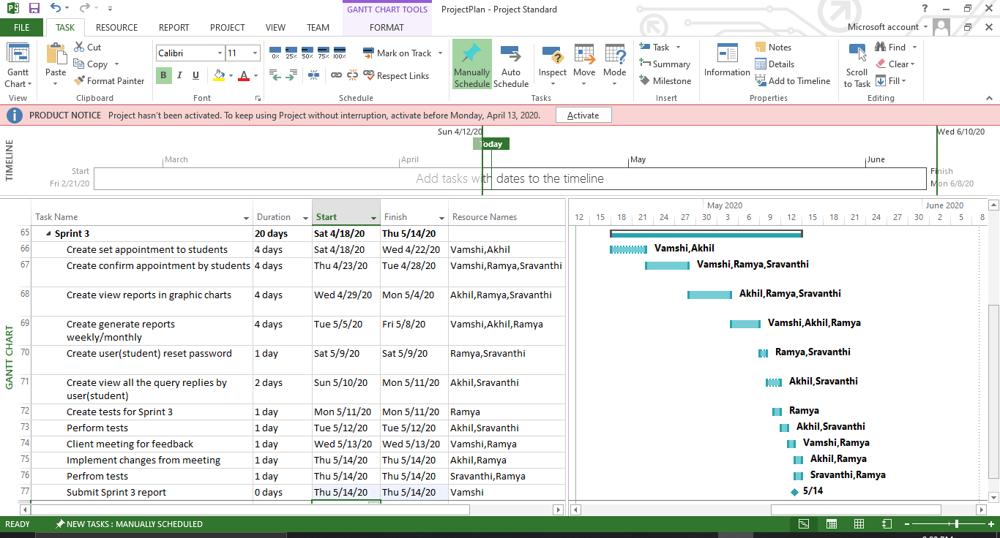 GANTT CHART TOOLS ProjectPlan - Project Standard
FILE TASK RESOURCE REPORT PROJECT VIEW TEAM FORMAT Microsoft account
Cut
Copy
Format Painter
Gantt Chart
Paste
Calibri 11
B I U A
0% 25% 50% 75% 100%
Mark on Track
Respect Links
Manually Schedule
Auto Schedule
Inspect Move Mode
Task
Summary
Milestone
Information
Notes
Details
Add to Timeline
Scroll to Task
Find
Clear
Fill
View Clipboard Font Schedule Tasks Insert Properties Editing
PRODUCT NOTICE Project hasn't been activated. To keep using Project without interruption, activate before Monday, April 13, 2020. Activate
TIMELINE
Sun 4/12/20 Wed 6/10/20
Today
March April May June
Start
Fri 2/21/20
Add tasks with dates to the timeline
Finish
Mon 6/8/20
GANTT CHART
Task Name Duration Start Finish Resource Names
May 2020 June 2020
12 15 18 21 24 27 30 3 6 9 12 15 18 21 24 27 30 2 5 8
65 Sprint 3 20 days Sat 4/18/20 Thu 5/14/20
66 Create set appointment to students 4 days Sat 4/18/20 Wed 4/22/20 Vamshi,Akhil Vamshi,Akhil
67 Create confirm appointment by students 4 days Thu 4/23/20 Tue 4/28/20 Vamshi,Ramya,Sravanthi Vamshi,Ramya,Sravanthi
68 Create view reports in graphic charts 4 days Wed 4/29/20 Mon 5/4/20 Akhil,Ramya,Sravanthi Akhil,Ramya,Sravanthi
69 Create generate reports weekly/monthly 4 days Tue 5/5/20 Fri 5/8/20 Vamshi,Akhil,Ramya Vamshi,Akhil,Ramya
70 Create user(student) reset password 1 day Sat 5/9/20 Sat 5/9/20 Ramya,Sravanthi Ramya,Sravanthi
71 Create view all the query replies by user(student) 2 days Sun 5/10/20 Mon 5/11/20 Akhil,Sravanthi Akhil,Sravanthi
72 Create tests for Sprint 3 1 day Mon 5/11/20 Mon 5/11/20 Ramya Ramya
73 Perform tests 1 day Tue 5/12/20 Tue 5/12/20 Akhil,Sravanthi Akhil,Sravanthi
74 Client meeting for feedback 1 day Wed 5/13/20 Wed 5/13/20 Vamshi,Ramya Vamshi,Ramya
75 Implement changes from meeting 1 day Thu 5/14/20 Thu 5/14/20 Akhil,Ramya Akhil,Ramya
76 Perfrom tests 1 day Thu 5/14/20 Thu 5/14/20 Sravanthi,Ramya Sravanthi,Ramya
77 Submit Sprint 3 report 0 days Thu 5/14/20 Thu 5/14/20 Vamshi 5/14
READY NEW TASKS : MANUALLY SCHEDULED